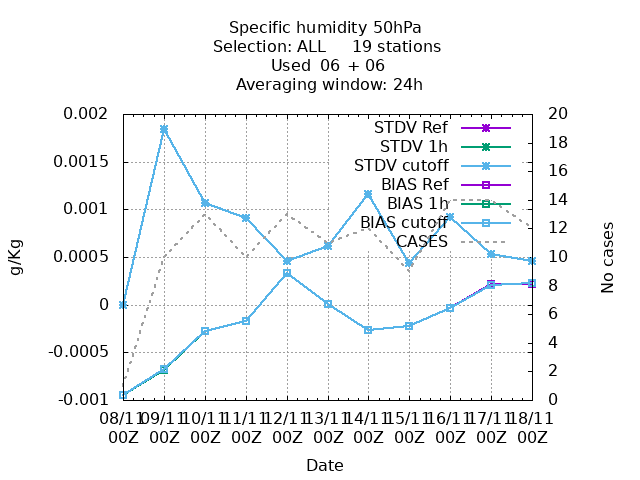 Specific humidity 50hPa
Selection: ALL 19 stations
Used 06 + 06
Averaging window: 24h
STDV Ref
STDV 1h
STDV cutoff
BIAS Ref
BIAS 1h
BIAS cutoff
CASES
g/Kg
0.002
0.0015
0.001
0.0005
0
-0.0005
-0.001
No cases
20
18
16
14
12
10
8
6
4
2
0
08/11 09/11 10/11 11/11 12/11 13/11 14/11 15/11 16/11 17/11 18/11
00Z 00Z 00Z 00Z 00Z 00Z 00Z 00Z 00Z 00Z 00Z
Date